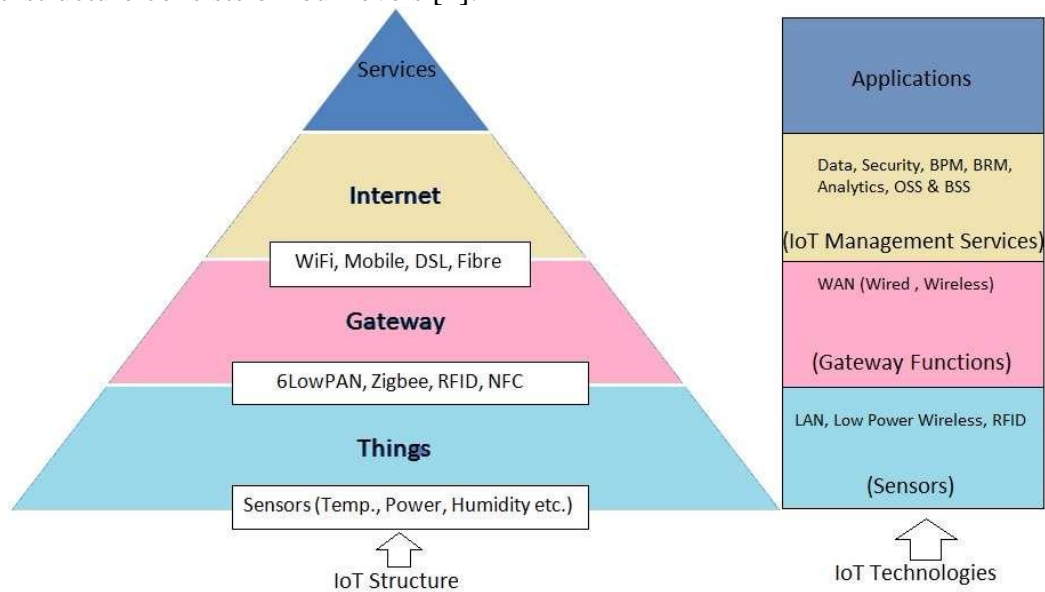 Services
Internet
WiFi, Mobile, DSL, Fibre
Gateway
6LowPAN, Zigbee, RFID, NFC
Things
Sensors (Temp., Power, Humidity etc.)
IoT Structure
Applications
Data, Security, BPM, BRM,
Analytics, OSS & BSS
(IoT Management Services)
WAN (Wired , Wireless)
(Gateway Functions)
LAN, Low Power Wireless, RFID
(Sensors)
IoT Technologies